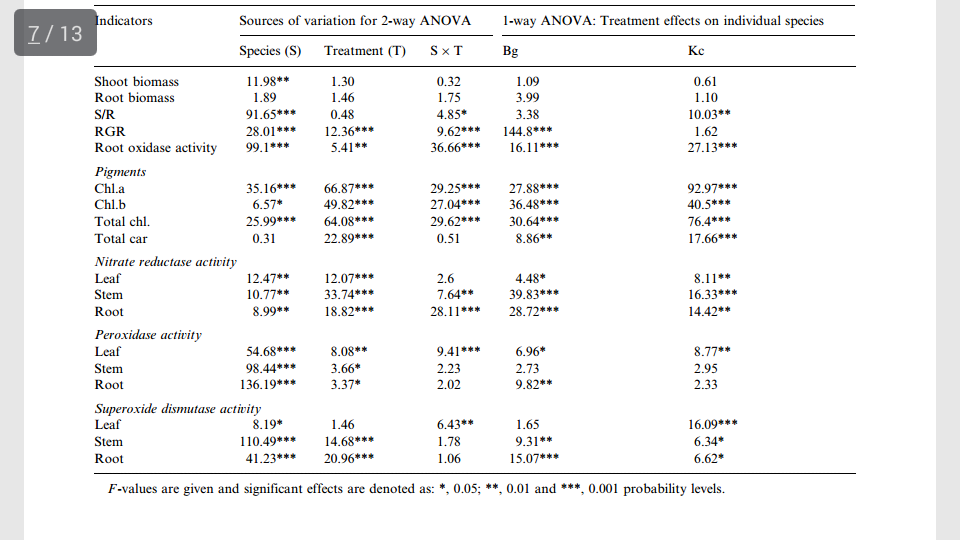 7 / 13
Indicators Sources of variation for 2-way ANOVA 1-way ANOVA: Treatment effects on individual species
Species (S) Treatment (T) S × T Bg Kc
Shoot biomass 11.98** 1.30 0.32 1.09 0.61
Root biomass 1.89 1.46 1.75 3.99 1.10
S/R 91.65*** 0.48 4.85* 3.38 10.03**
RGR 28.01*** 12.36*** 9.62*** 144.8*** 1.62
Root oxidase activity 99.1*** 5.41** 36.66*** 16.11*** 27.13***
Pigments
Chl.a 35.16*** 66.87*** 29.25*** 27.88*** 92.97***
Chl.b 6.57* 49.82*** 27.04*** 36.48*** 40.5***
Total chl. 25.99*** 64.08*** 29.62*** 30.64*** 76.4***
Total car 0.31 22.89*** 0.51 8.86** 17.66***
Nitrate reductase activity
Leaf 12.47** 12.07*** 2.6 4.48* 8.11**
Stem 10.77** 33.74*** 7.64** 39.83*** 16.33***
Root 8.99** 18.82*** 28.11*** 28.72*** 14.42**
Peroxidase activity
Leaf 54.68*** 8.08** 9.41*** 6.96* 8.77**
Stem 98.44*** 3.66* 2.23 2.73 2.95
Root 136.19*** 3.37* 2.02 9.82** 2.33
Superoxide dismutase activity
Leaf 8.19* 1.46 6.43** 1.65 16.09***
Stem 110.49*** 14.68*** 1.78 9.31** 6.34*
Root 41.23*** 20.96*** 1.06 15.07*** 6.62*
F-values are given and significant effects are denoted as: *, 0.05; **, 0.01 and ***, 0.001 probability levels.